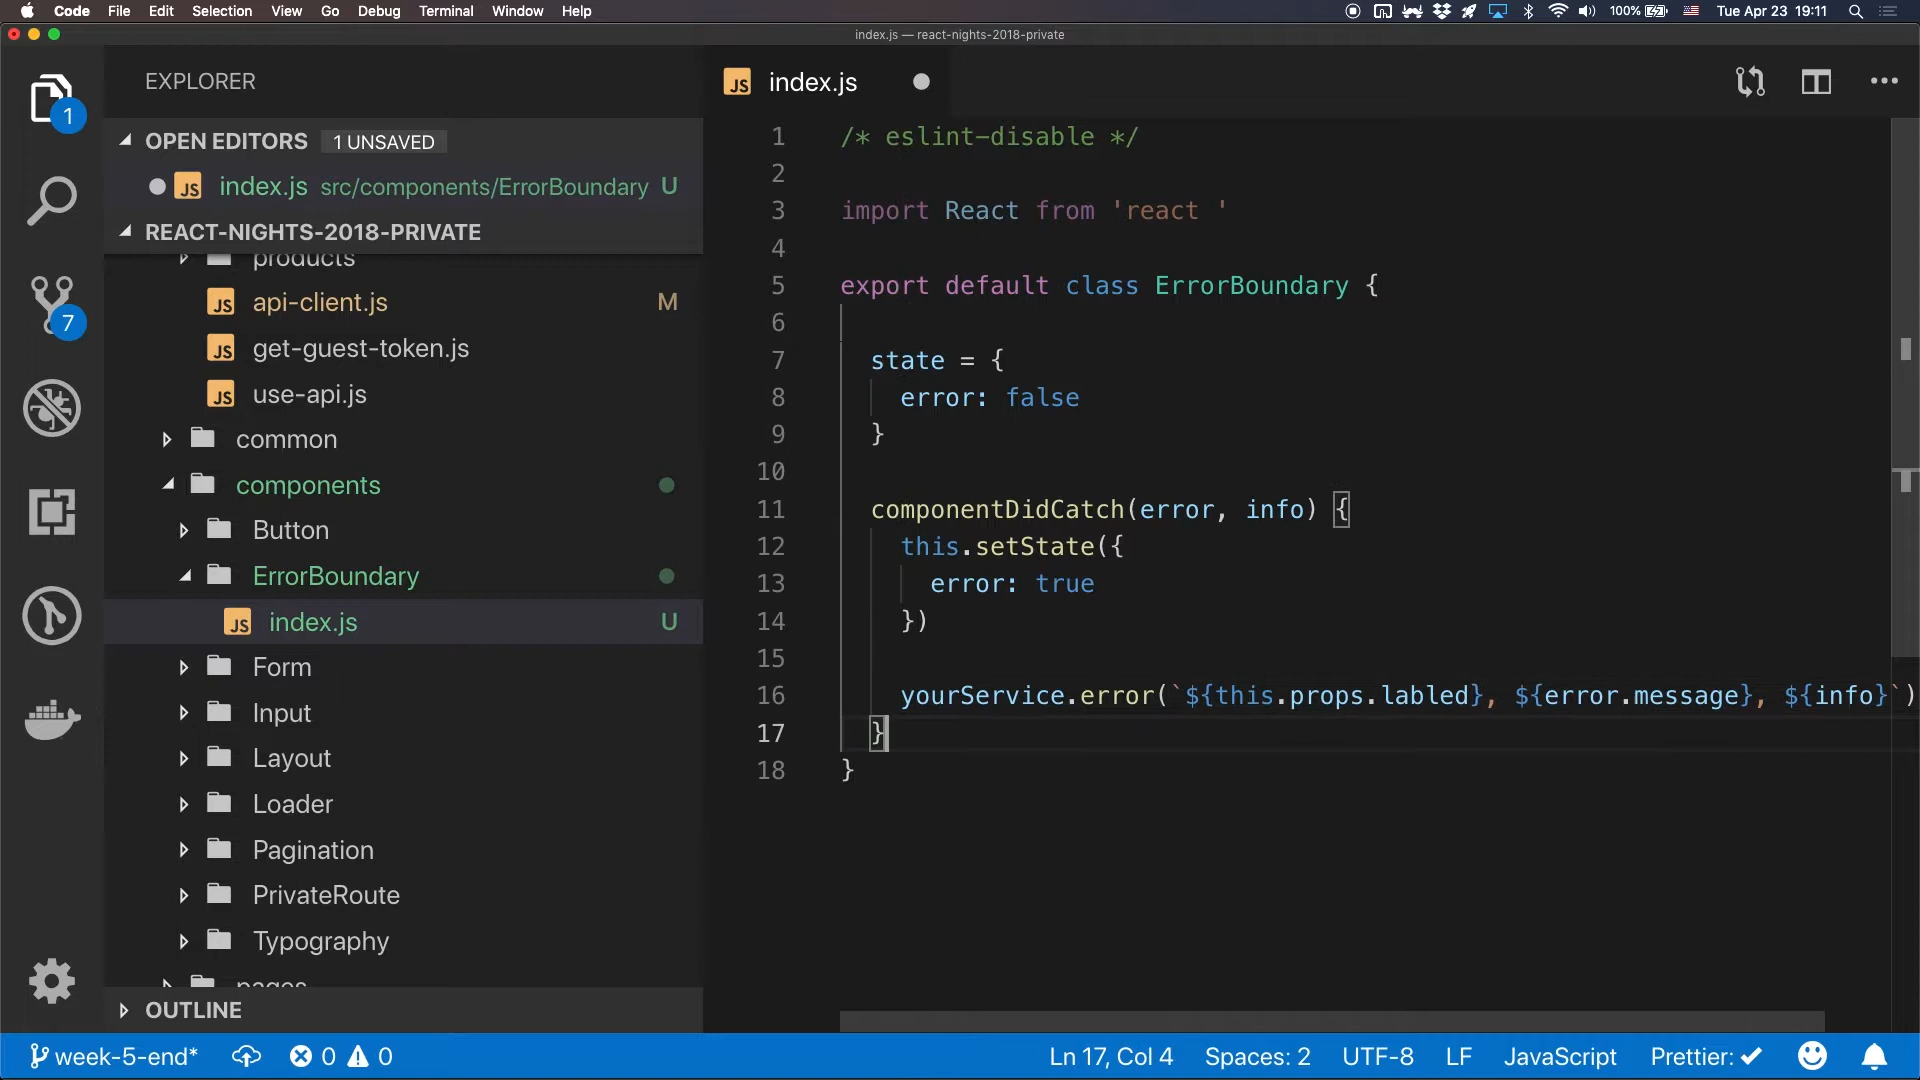 Code File Edit Selection View Go Debug Terminal Window Help 100% Tue Apr 23 19:11
index.js — react-nights-2018-private
EXPLORER
OPEN EDITORS 1 UNSAVED
index.js src/components/ErrorBoundary U
REACT-NIGHTS-2018-PRIVATE
products
api-client.js M
get-guest-token.js
use-api.js
common
components
Button
ErrorBoundary
index.js U
Form
Input
Layout
Loader
Pagination
PrivateRoute
Typography
pages
OUTLINE
1
7
JS index.js
1 /* eslint-disable */
2
3 import React from 'react '
4
5 export default class ErrorBoundary {
6
7 state = {
8 error: false
9 }
10
11 componentDidCatch(error, info) {
12 this.setState({
13 error: true
14 })
15
16 yourService.error(`${this.props.labled}, ${error.message}, ${info}`)
17 }
18 }
week-5-end* 0 0 Ln 17, Col 4 Spaces: 2 UTF-8 LF JavaScript Prettier: ✓